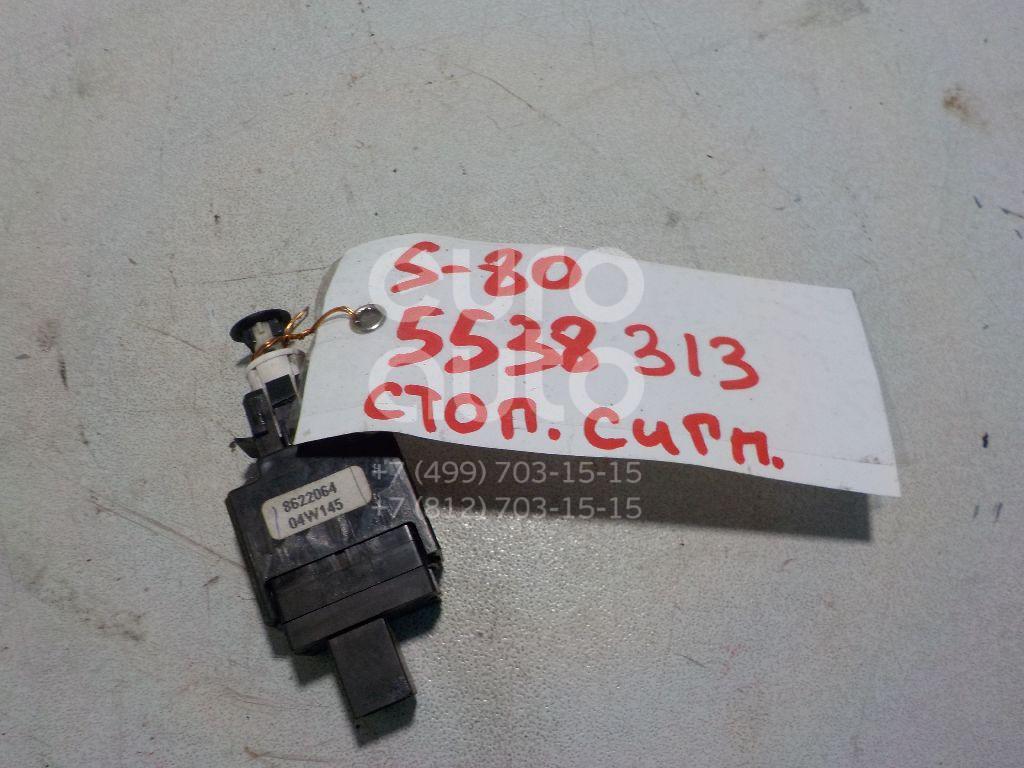 S-80
5538 313
СТОП. СИГН.
euro
auto
+7 (499) 703-15-15
+7 (812) 703-15-15
8622064
04W145